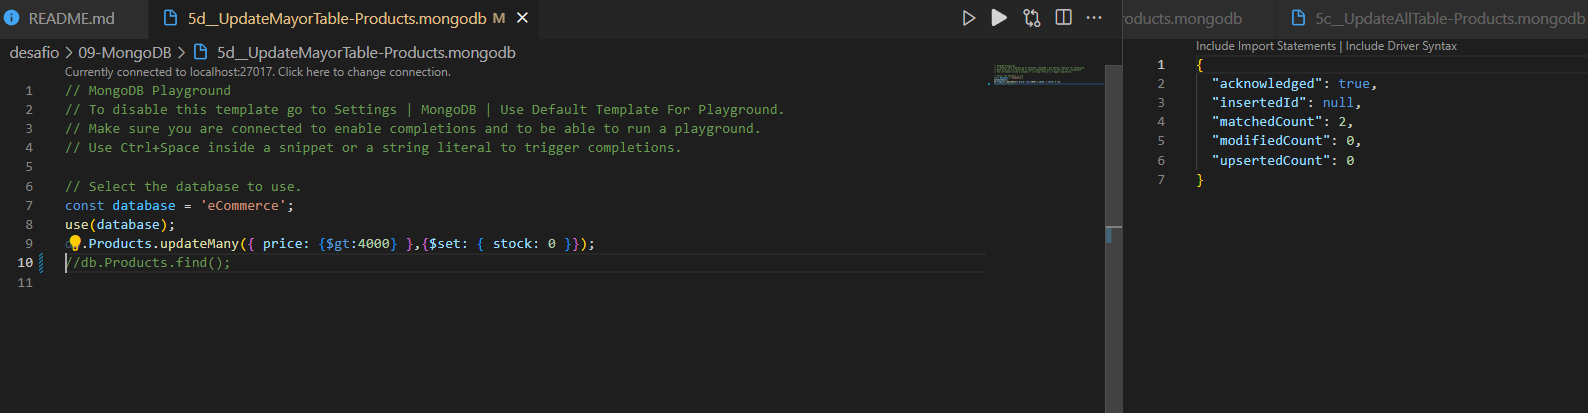 README.md
5d__UpdateMayorTable-Products.mongodb M
roducts.mongodb
5c__UpdateAllTable-Products.mongodb
desafio > 09-MongoDB > 5d__UpdateMayorTable-Products.mongodb
Currently connected to localhost:27017. Click here to change connection.
1 // MongoDB Playground
2 // To disable this template go to Settings | MongoDB | Use Default Template For Playground.
3 // Make sure you are connected to enable completions and to be able to run a playground.
4 // Use Ctrl+Space inside a snippet or a string literal to trigger completions.
5
6 // Select the database to use.
7 const database = 'eCommerce';
8 use(database);
9 .Products.updateMany({ price: {$gt:4000} },{$set: { stock: 0 }});
10 //db.Products.find();
11
Include Import Statements | Include Driver Syntax
1 {
2 "acknowledged": true,
3 "insertedId": null,
4 "matchedCount": 2,
5 "modifiedCount": 0,
6 "upsertedCount": 0
7 }